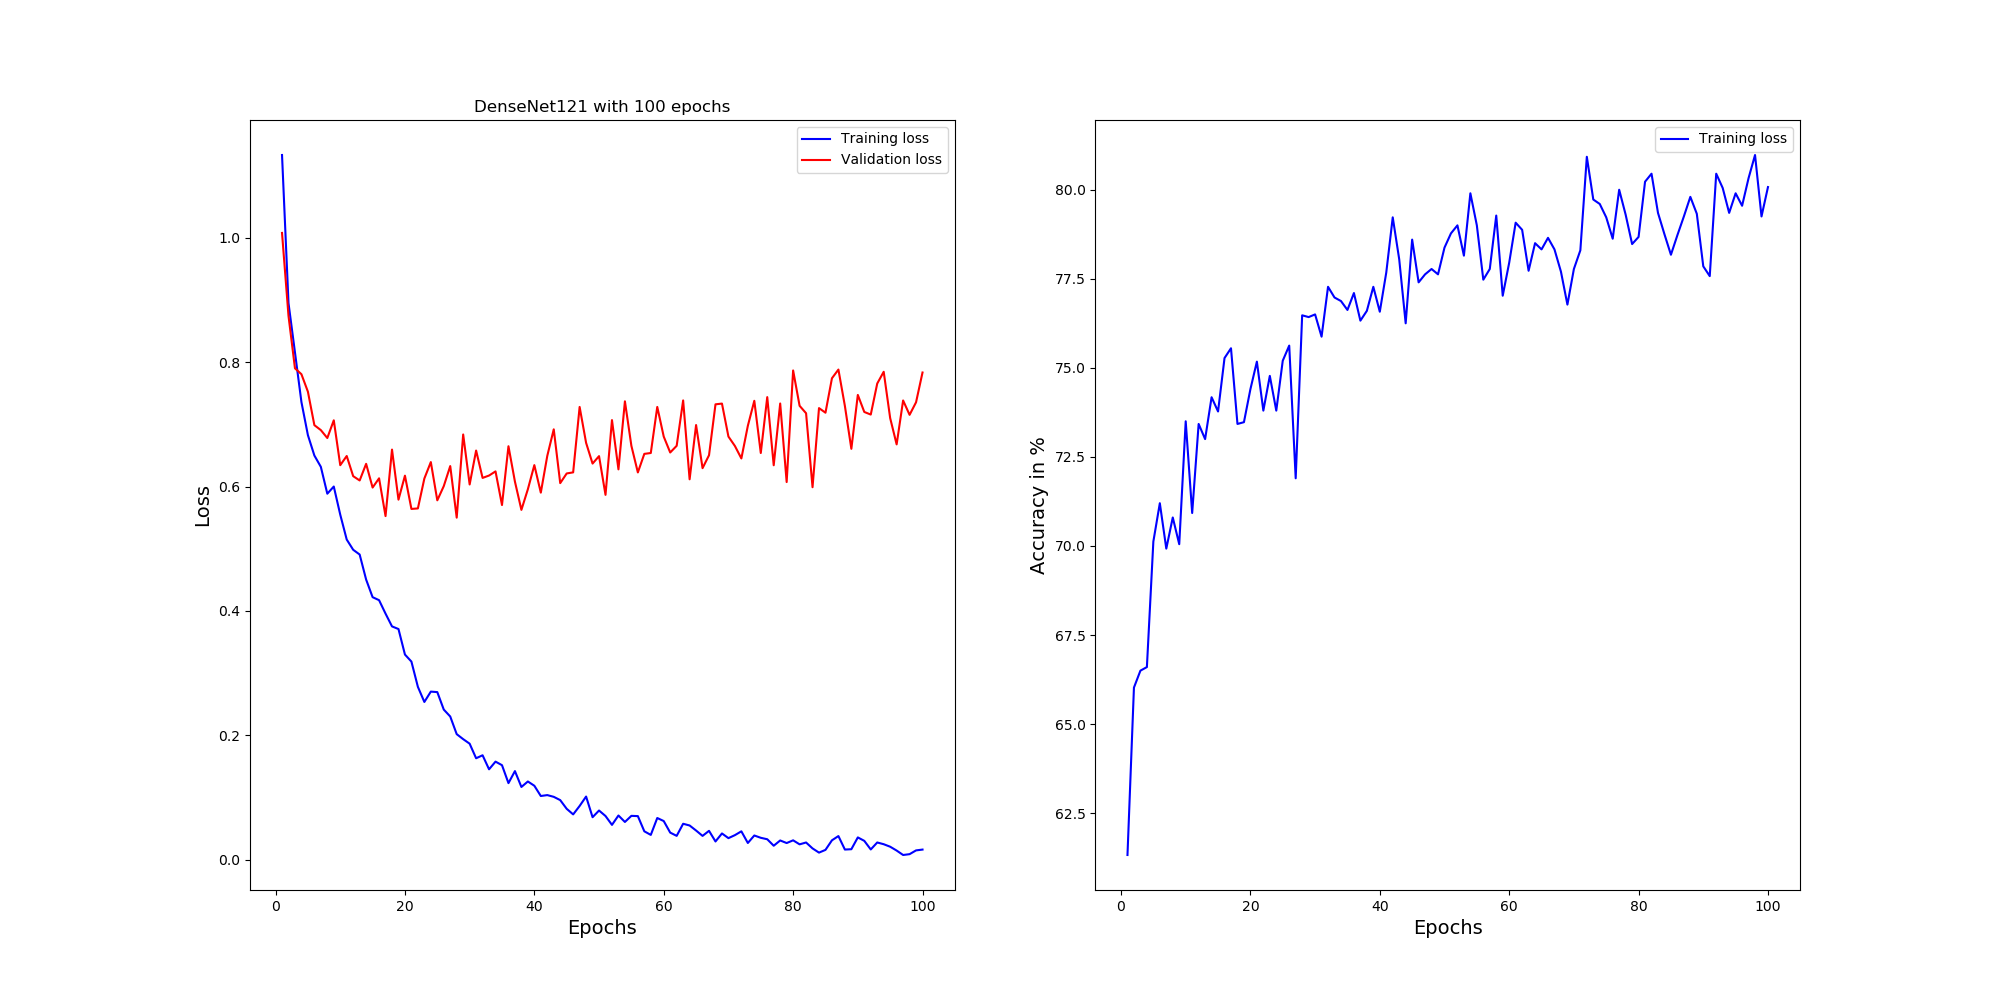 DenseNet121 with 100 epochs
Training loss
Validation loss
1.0
0.8
0.6
0.4
0.2
0.0
Loss
0 20 40 60 80 100
Epochs
Training loss
80.0
77.5
75.0
72.5
70.0
67.5
65.0
62.5
Accuracy in %
0 20 40 60 80 100
Epochs